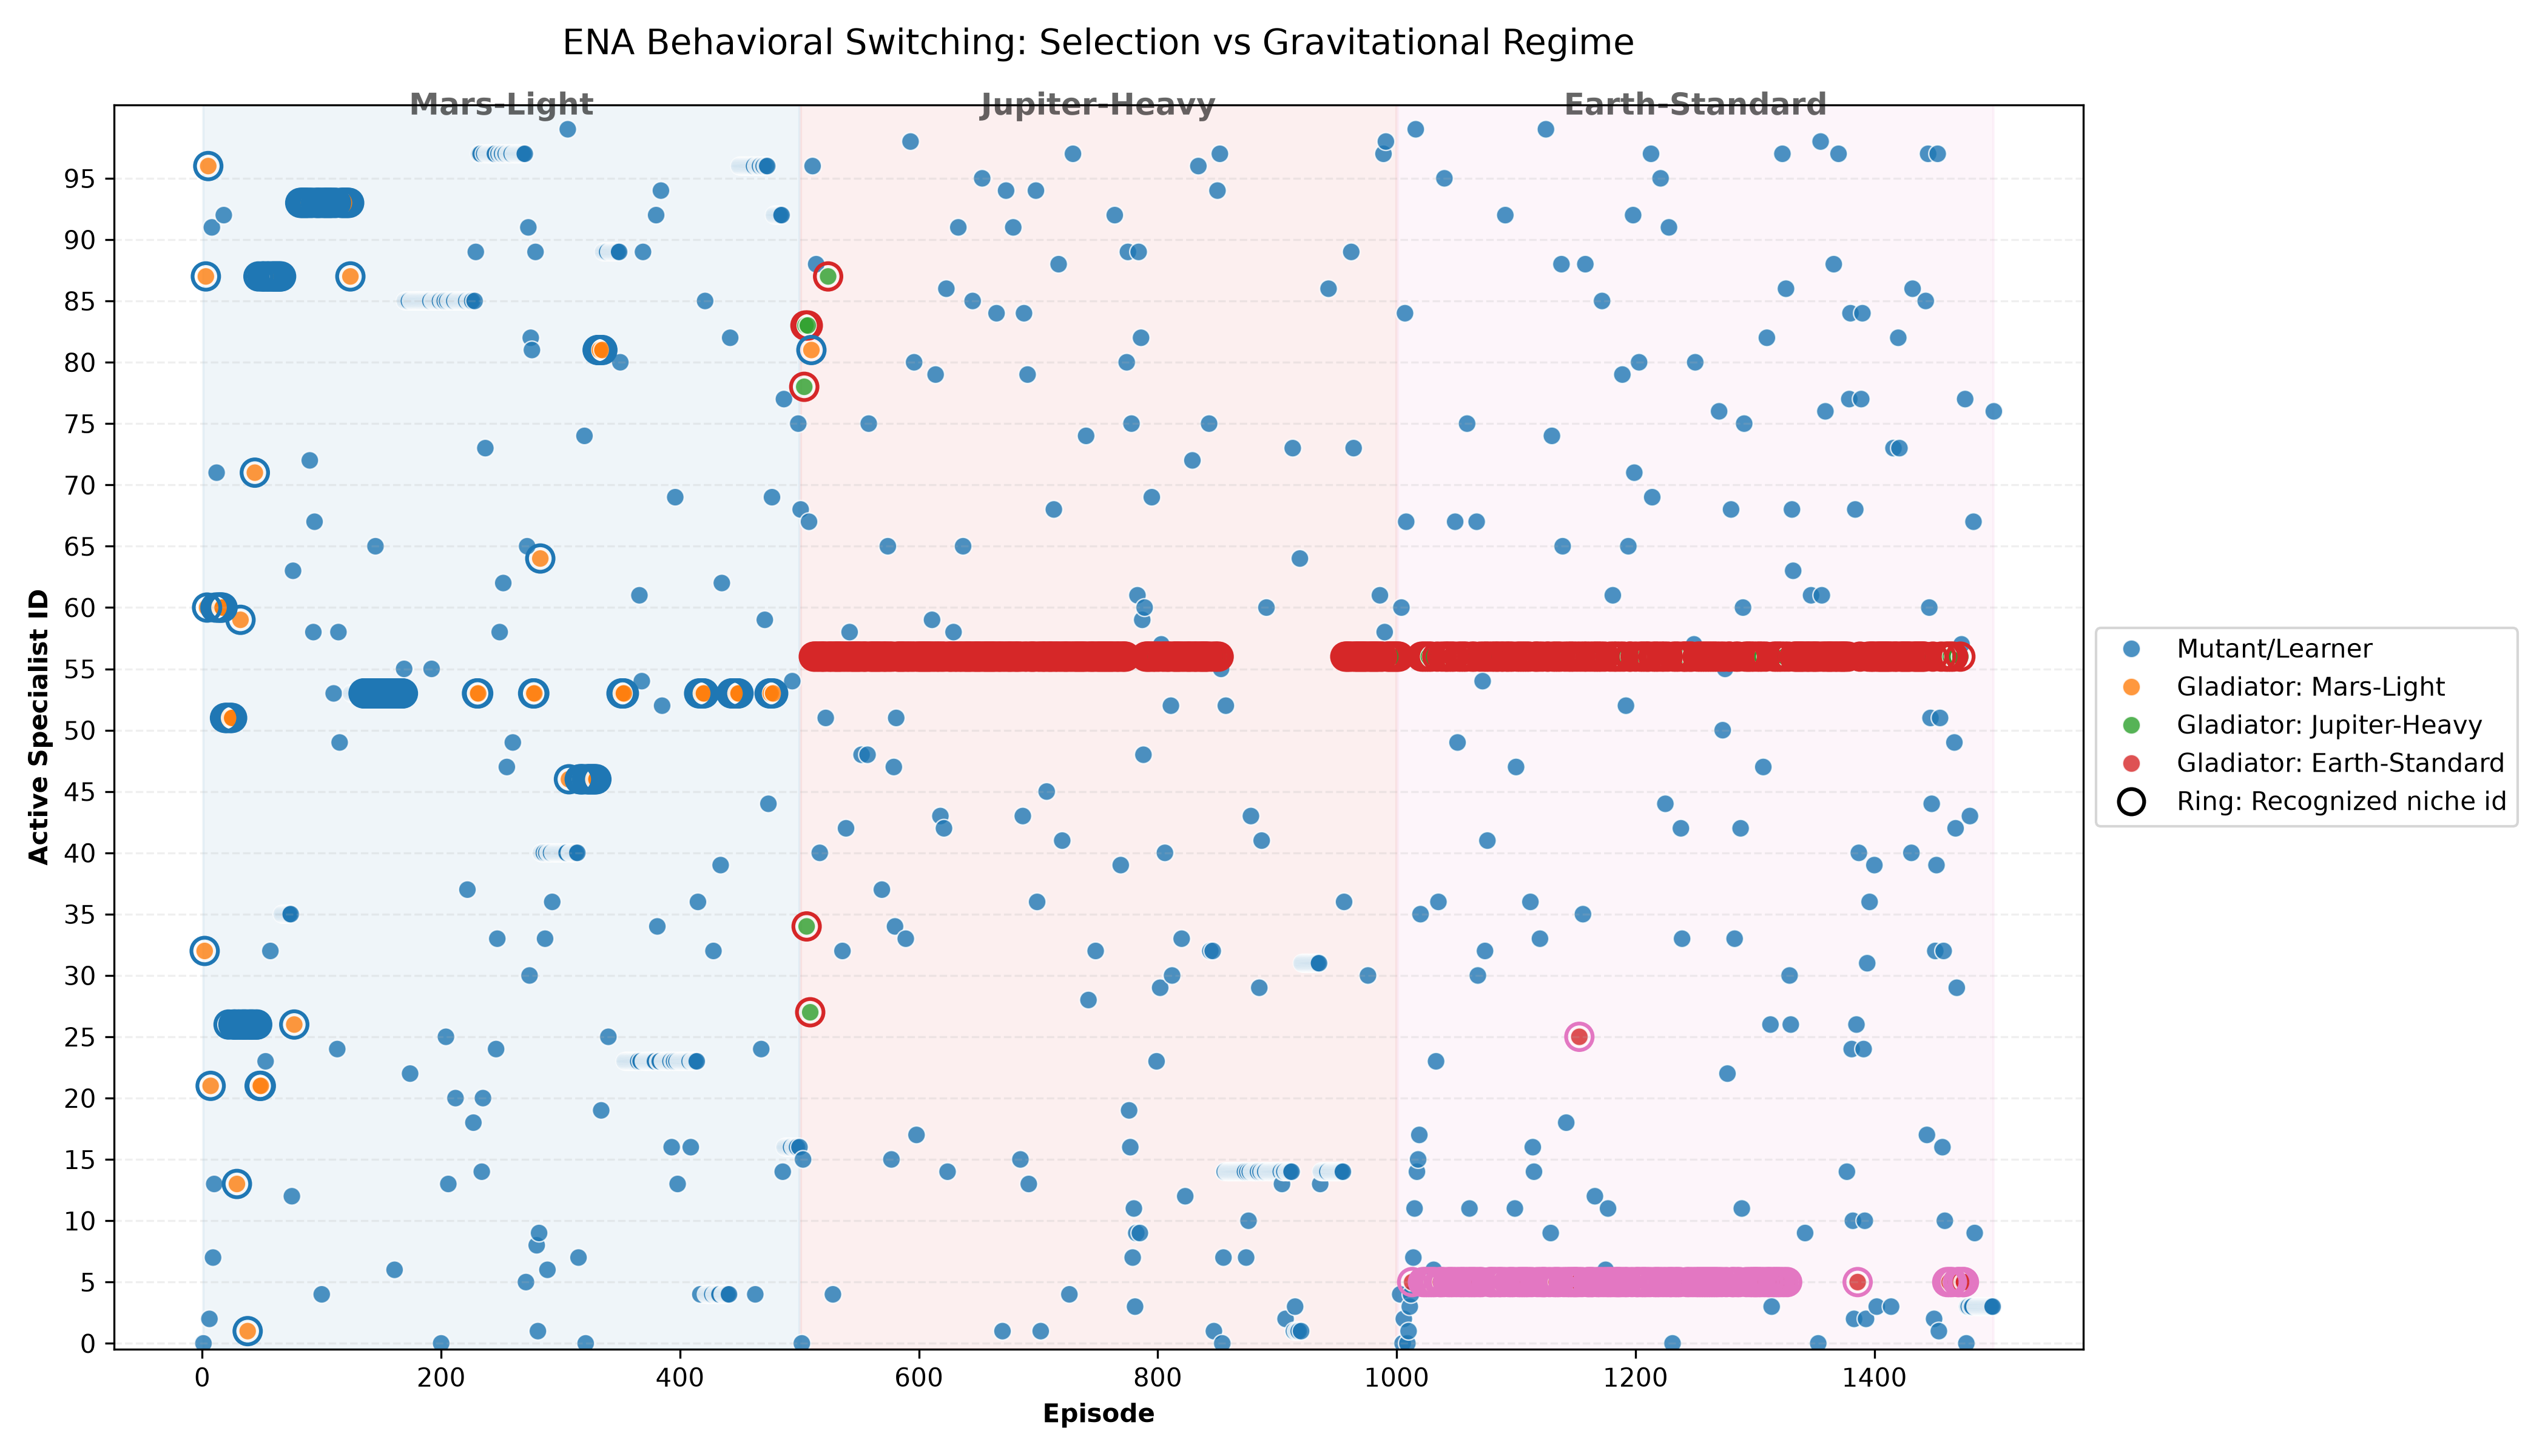 ENA Behavioral Switching: Selection vs Gravitational Regime
Mars-Light
Jupiter-Heavy
Earth-Standard
95
90
85
80
75
70
65
60
55
50
45
40
35
30
25
20
15
10
5
0
Active Specialist ID
0
200
400
600
800
1000
1200
1400
Episode
Mutant/Learner
Gladiator: Mars-Light
Gladiator: Jupiter-Heavy
Gladiator: Earth-Standard
Ring: Recognized niche id